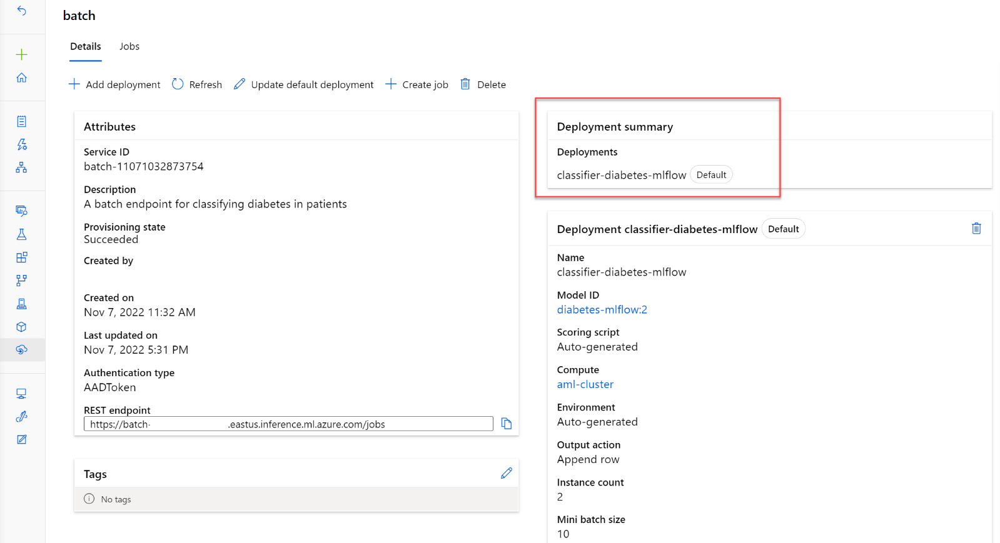 batch
Details
Jobs
Add deployment
Refresh
Update default deployment
Create job
Delete
Attributes
Service ID
batch-11071032873754
Description
A batch endpoint for classifying diabetes in patients
Provisioning state
Succeeded
Created by
Created on
Nov 7, 2022 11:32 AM
Last updated on
Nov 7, 2022 5:31 PM
Authentication type
AADToken
REST endpoint
https://batch- .eastus.inference.ml.azure.com/jobs
Tags
No tags
Deployment summary
Deployments
classifier-diabetes-mlflow Default
Deployment classifier-diabetes-mlflow Default
Name
classifier-diabetes-mlflow
Model ID
diabetes-mlflow:2
Scoring script
Auto-generated
Compute
aml-cluster
Environment
Auto-generated
Output action
Append row
Instance count
2
Mini batch size
10